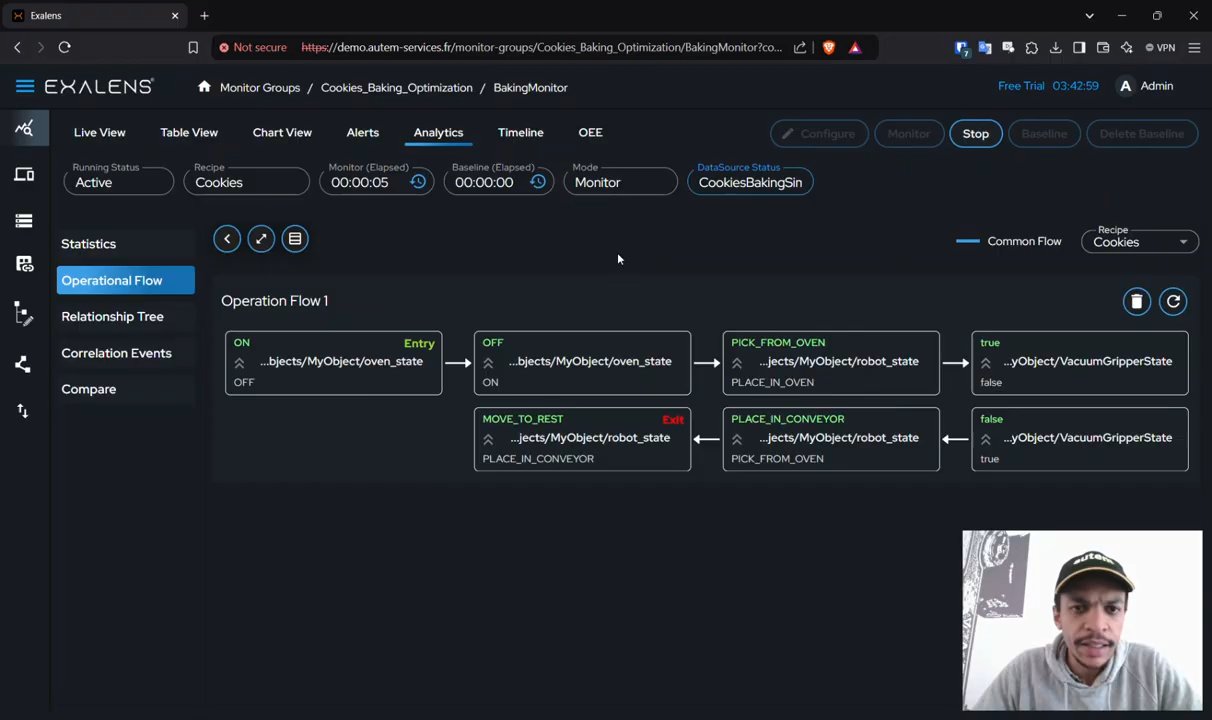 Exalens
Not secure https://demo.autem-services.fr/monitor-groups/Cookies_Baking_Optimization/BakingMonitor?co...
7
VPN
EXALENS
Monitor Groups / Cookies_Baking_Optimization / BakingMonitor
Free Trial 03:42:59
A Admin
Live View
Table View
Chart View
Alerts
Analytics
Timeline
OEE
Configure
Monitor
Stop
Baseline
Delete Baseline
Running Status
Active
Recipe
Cookies
Monitor (Elapsed)
00:00:05
Baseline (Elapsed)
00:00:00
Mode
Monitor
DataSource Status
CookiesBakingSin
Statistics
Operational Flow
Relationship Tree
Correlation Events
Compare
Common Flow
Recipe
Cookies
Operation Flow 1
ON Entry
...bjects/MyObject/oven_state
OFF
OFF
...bjects/MyObject/oven_state
ON
PICK_FROM_OVEN
...jects/MyObject/robot_state
PLACE_IN_OVEN
true
...yObject/VacuumGripperState
false
MOVE_TO_REST Exit
...jects/MyObject/robot_state
PLACE_IN_CONVEYOR
PLACE_IN_CONVEYOR
...jects/MyObject/robot_state
PICK_FROM_OVEN
false
...yObject/VacuumGripperState
true
autem